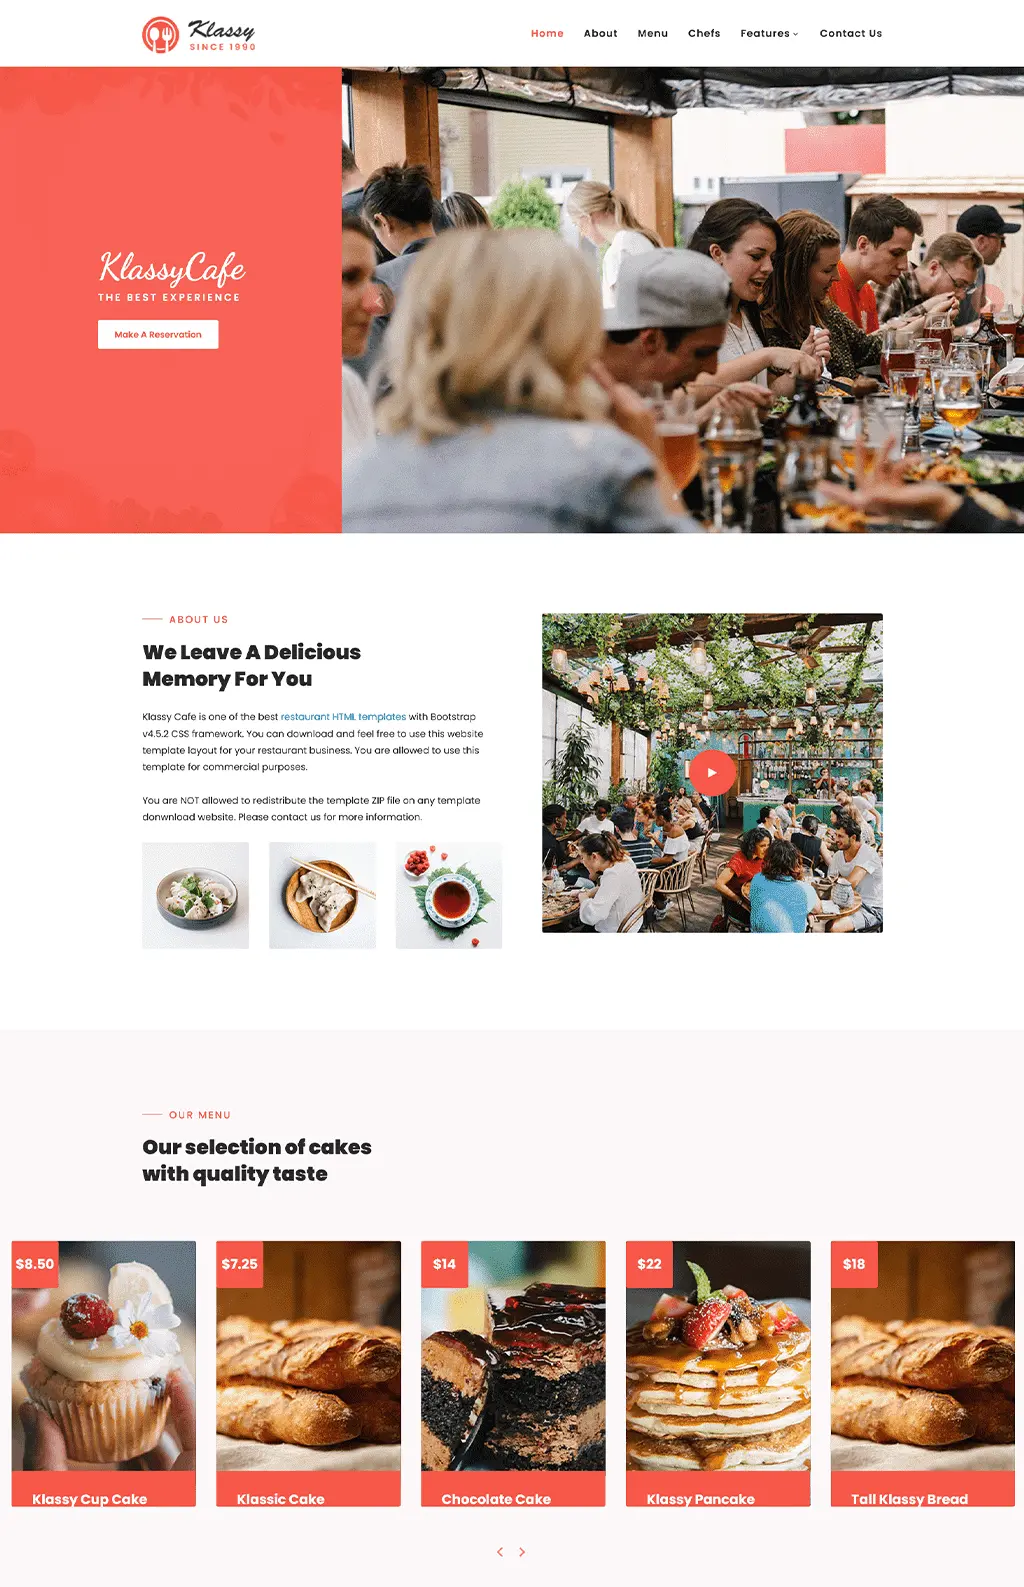 Klassy
SINCE 1990
Home
About
Menu
Chefs
Features
Contact Us
KlassyCafe
THE BEST EXPERIENCE
Make A Reservation
ABOUT US
We Leave A Delicious
Memory For You
Klassy Cafe is one of the best restaurant HTML templates with Bootstrap
v4.5.2 CSS framework. You can download and feel free to use this website
template layout for your restaurant business. You are allowed to use this
template for commercial purposes.
You are NOT allowed to redistribute the template ZIP file on any template
donwnload website. Please contact us for more information.
OUR MENU
Our selection of cakes
with quality taste
$8.50
$7.25
$14
$22
$18
Klassy Cup Cake
Klassic Cake
Chocolate Cake
Klassy Pancake
Tall Klassy Bread